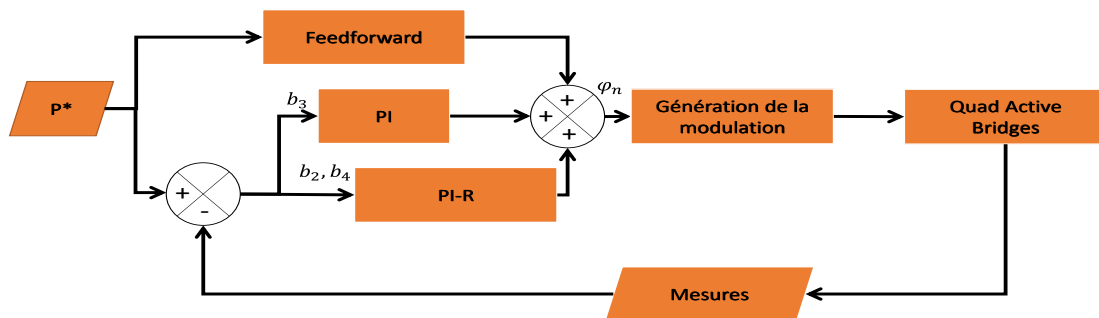 Feedforward
P*
b₃
PI
φₙ
+
+
+
Génération de la
modulation
Quad Active
Bridges
b₂, b₄
PI-R
+
-
Mesures